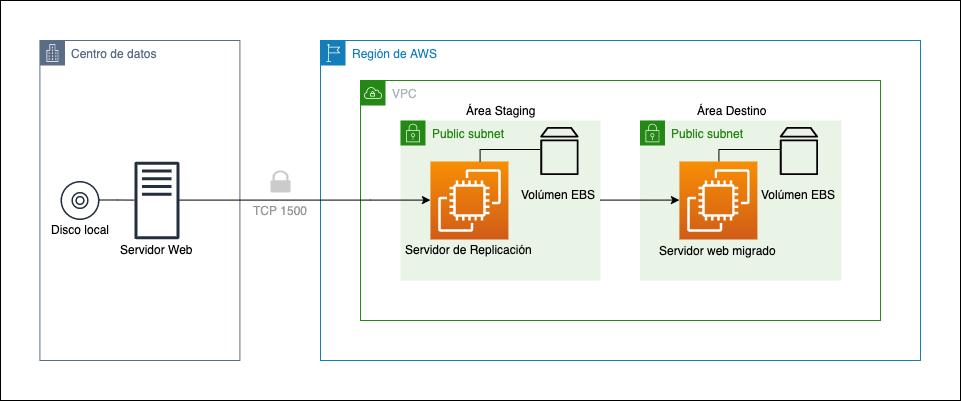 Centro de datos
Región de AWS
VPC
Área Staging
Área Destino
Public subnet
Public subnet
Volúmen EBS
Volúmen EBS
TCP 1500
Disco local
Servidor Web
Servidor de Replicación
Servidor web migrado